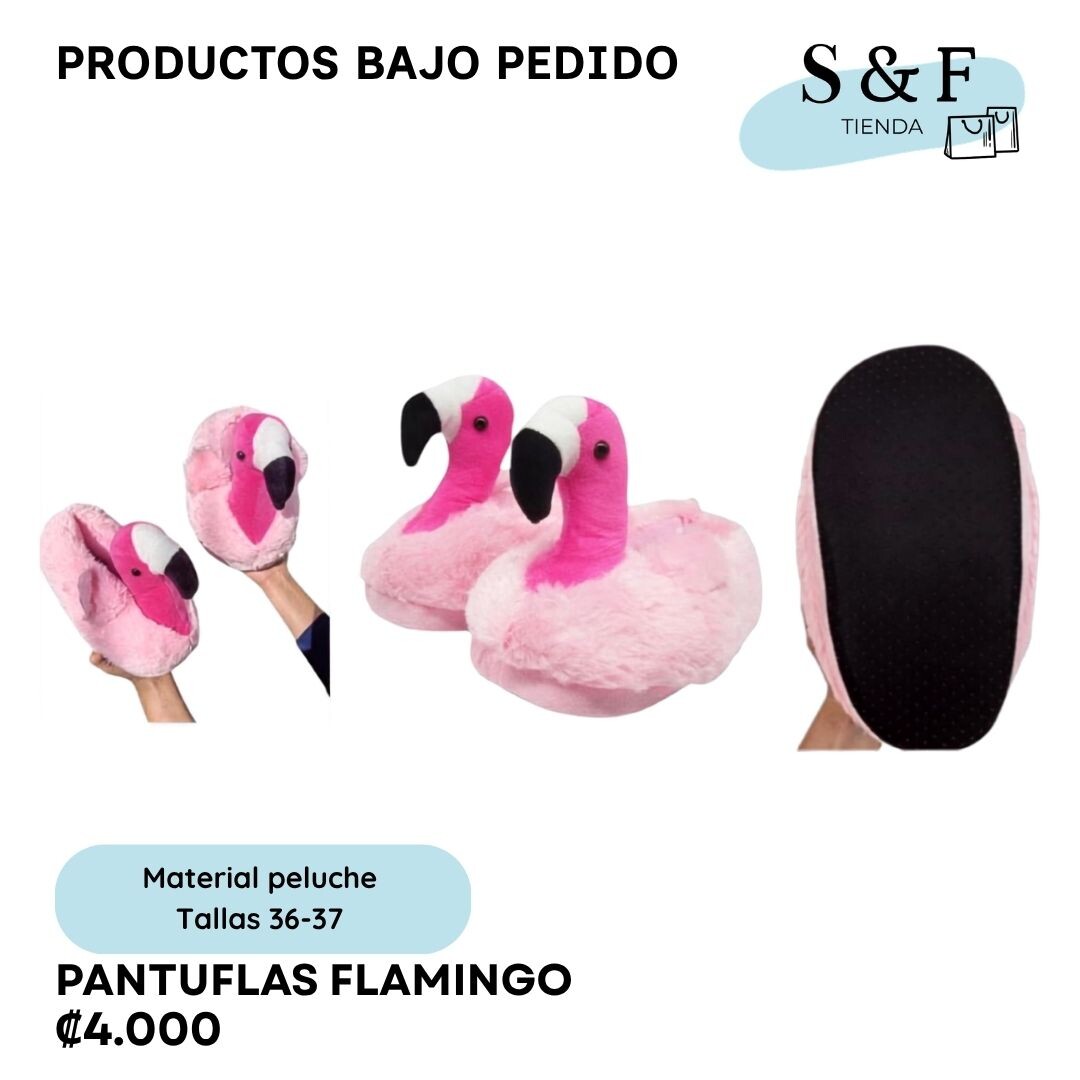 PRODUCTOS BAJO PEDIDO
S & F
TIENDA
Material peluche
Tallas 36-37
PANTUFLAS FLAMINGO
₡4.000